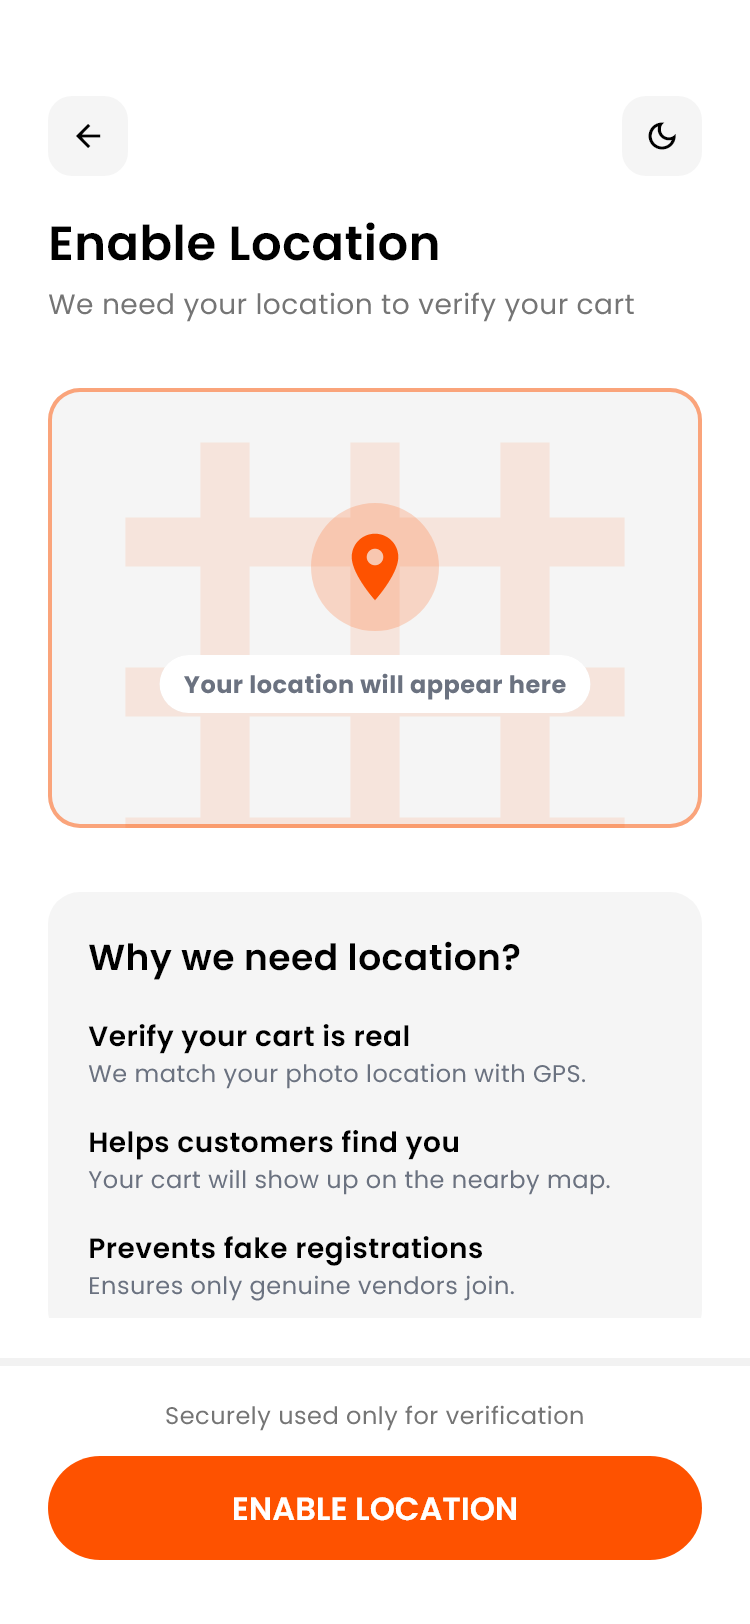 Enable Location
We need your location to verify your cart
Your location will appear here
Why we need location?
Verify your cart is real
We match your photo location with GPS.
Helps customers find you
Your cart will show up on the nearby map.
Prevents fake registrations
Ensures only genuine vendors join.
Securely used only for verification
ENABLE LOCATION